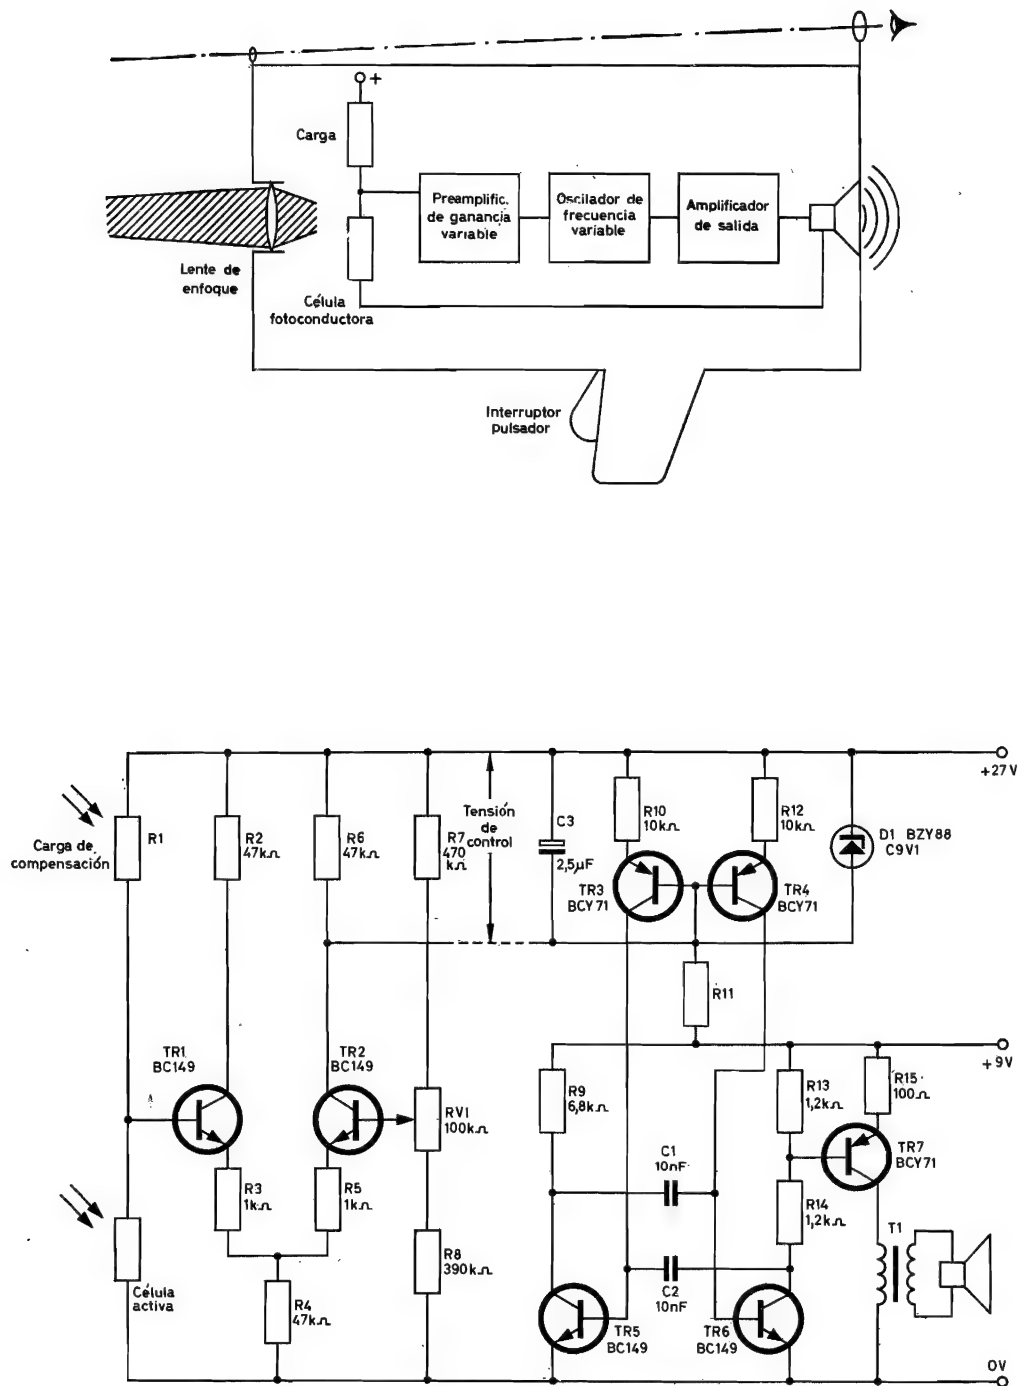 +
Carga
Preamplific.
de ganancia
variable
Oscilador de
frecuencia
variable
Amplificador
de salida
Lente de
enfoque
Célula
fotoconductora
Interruptor
pulsador
+27V
Carga de
compensación
R1
R2
47kΩ
R6
47kΩ
R7
470
kΩ
Tensión
de
control
C3
2,5µF
R10
10kΩ
R12
10kΩ
D1 BZY88
C9V1
TR3
BCY71
TR4
BCY71
R11
+9V
TR1
BC149
TR2
BC149
RV1
100kΩ
R9
6,8kΩ
R13
1,2kΩ
R15
100Ω
TR7
BCY71
C1
10nF
R3
1kΩ
R5
1kΩ
R14
1,2kΩ
T1
R8
390kΩ
C2
10nF
Célula
activa
R4
47kΩ
TR5
BC149
TR6
BC149
0V